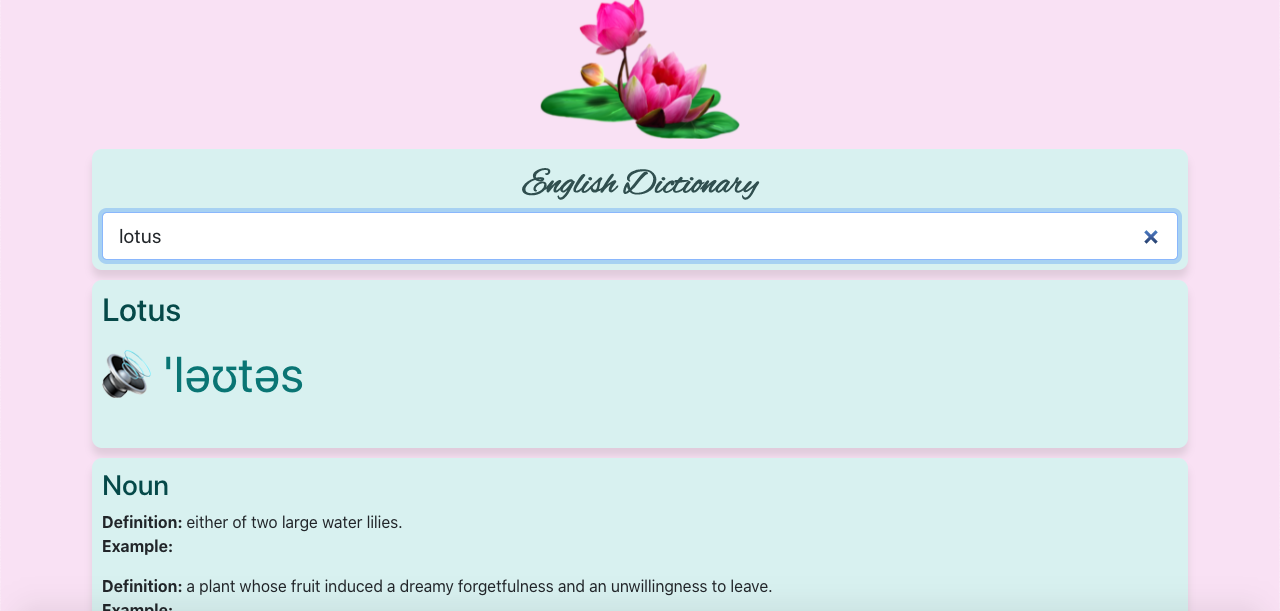 English Dictionary
lotus
Lotus
ˈləʊtəs
Noun
Definition: either of two large water lilies.
Example:
Definition: a plant whose fruit induced a dreamy forgetfulness and an unwillingness to leave.
Example: